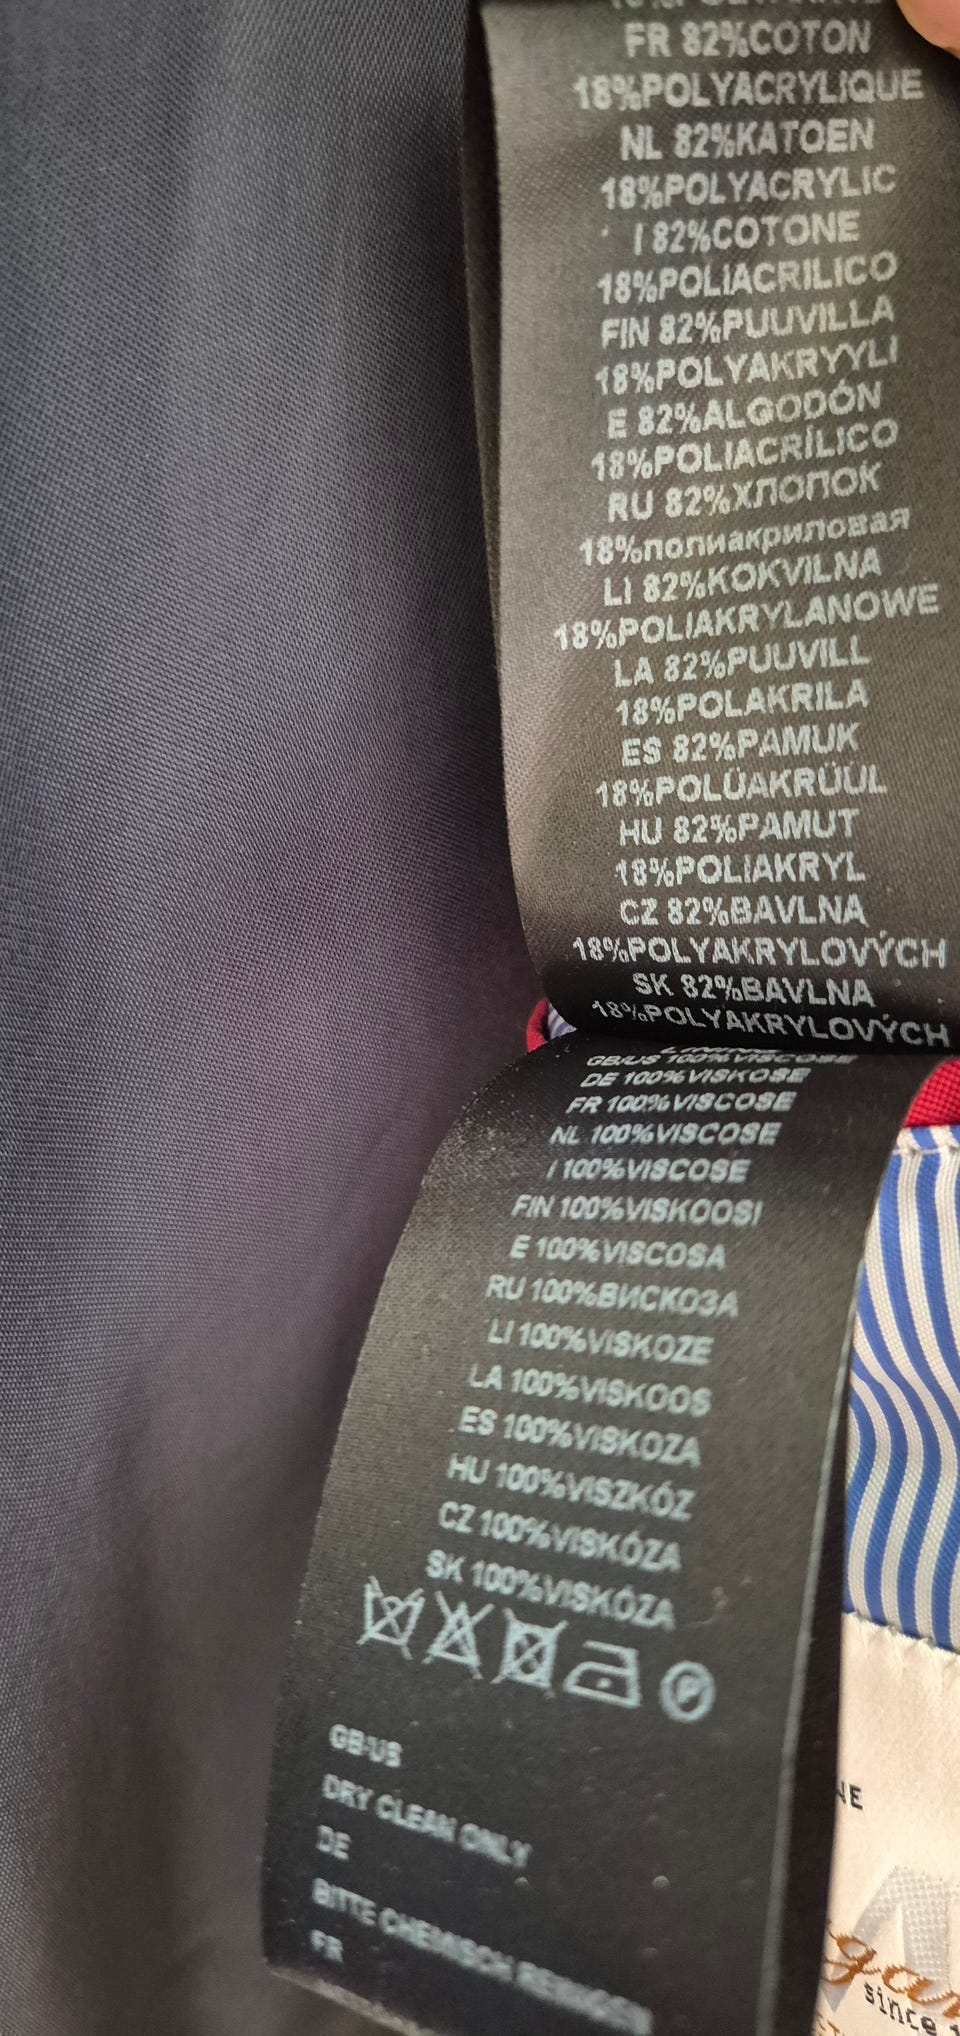 FR 82%COTON
18%POLYACRYLIQUE
NL 82%KATOEN
18%POLYACRYLIC
I 82%COTONE
18%POLIACRILICO
FIN 82%PUUVILLA
18%POLYAKRYYLI
E 82%ALGODÓN
18%POLIACRÍLICO
RU 82%ХЛОПОК
18%полиакриловая
LI 82%KOKVILNA
18%POLIAKRYLANOWE
LA 82%PUUVILL
18%POLAKRILA
ES 82%PAMUK
18%POLÜAKRÜÜL
HU 82%PAMUT
18%POLIAKRYL
CZ 82%BAVLNA
18%POLYAKRYLOVÝCH
SK 82%BAVLNA
18%POLYAKRYLOVÝCH
GB/US 100%VISCOSE
DE 100%VISKOSE
FR 100%VISCOSE
NL 100%VISCOSE
I 100%VISCOSE
FIN 100%VISKOOSI
E 100%VISCOSA
RU 100%ВИСКОЗА
LI 100%VISKOZE
LA 100%VISKOOS
ES 100%VISKOZA
HU 100%VISZKÓZ
CZ 100%VISKÓZA
SK 100%VISKÓZA
P
GB/US
DRY CLEAN ONLY
DE
BITTE CHEMISCH REINIGEN
FR
since